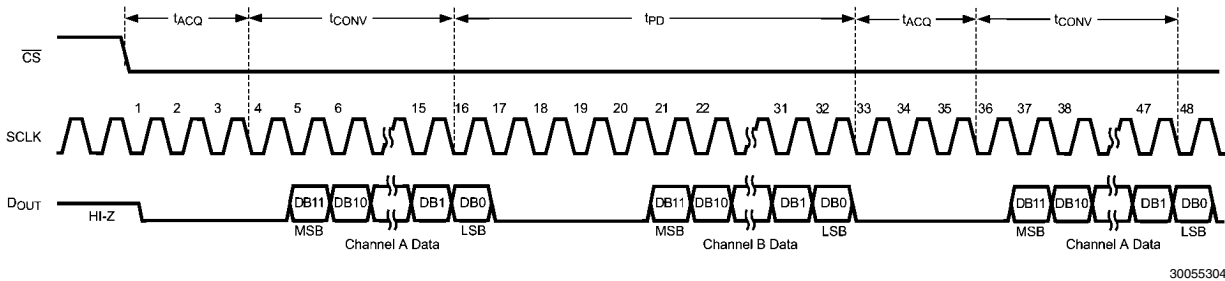 tACQ tCONV tPD tACQ tCONV
CS
1 2 3 4 5 6 15 16 17 18 19 20 21 22 31 32 33 34 35 36 37 38 47 48
SCLK
DOUT
HI-Z
DB11 DB10 DB1 DB0 DB11 DB10 DB1 DB0 DB11 DB10 DB1 DB0
MSB LSB MSB LSB MSB LSB
Channel A Data Channel B Data Channel A Data
30055304